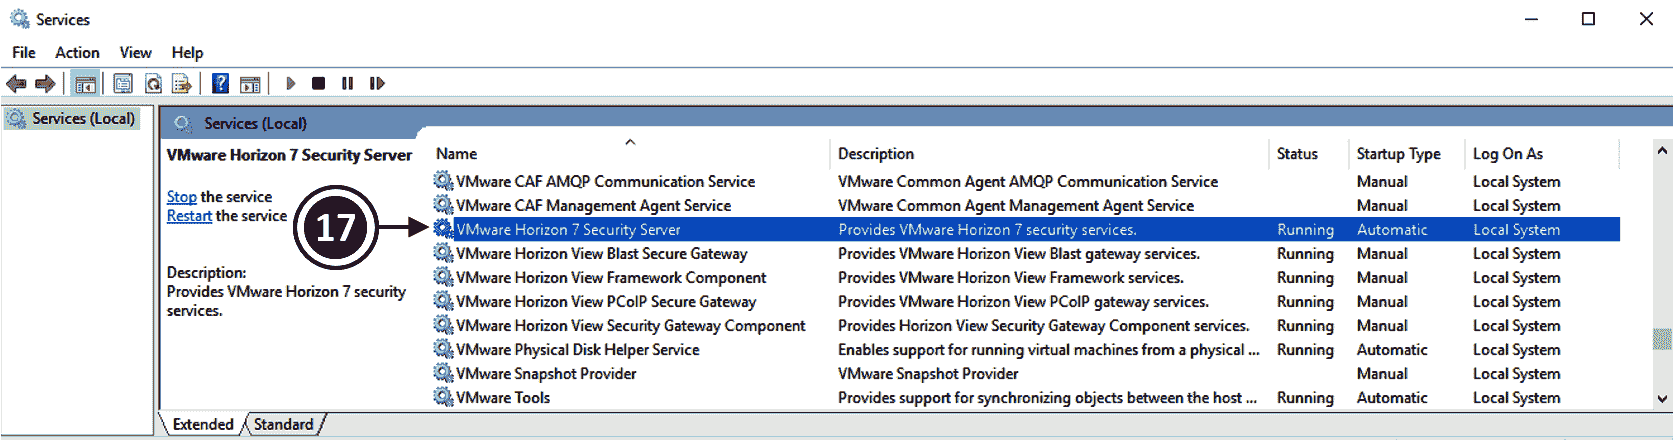 Services
File Action View Help
Services (Local)
Services (Local)
VMware Horizon 7 Security Server
Stop the service
Restart the service
Description:
Provides VMware Horizon 7 security
services.
17
Name Description Status Startup Type Log On As
VMware CAF AMQP Communication Service VMware Common Agent AMQP Communication Service Manual Local System
VMware CAF Management Agent Service VMware Common Agent Management Agent Service Manual Local System
VMware Horizon 7 Security Server Provides VMware Horizon 7 security services. Running Automatic Local System
VMware Horizon View Blast Secure Gateway Provides VMware Horizon View Blast gateway services. Running Manual Local System
VMware Horizon View Framework Component Provides VMware Horizon View Framework services. Running Manual Local System
VMware Horizon View PCoIP Secure Gateway Provides VMware Horizon View PCoIP gateway services. Running Manual Local System
VMware Horizon View Security Gateway Component Provides Horizon View Security Gateway Component services. Running Manual Local System
VMware Physical Disk Helper Service Enables support for running virtual machines from a physical ... Running Automatic Local System
VMware Snapshot Provider VMware Snapshot Provider Manual Local System
VMware Tools Provides support for synchronizing objects between the host ... Running Automatic Local System
Extended Standard